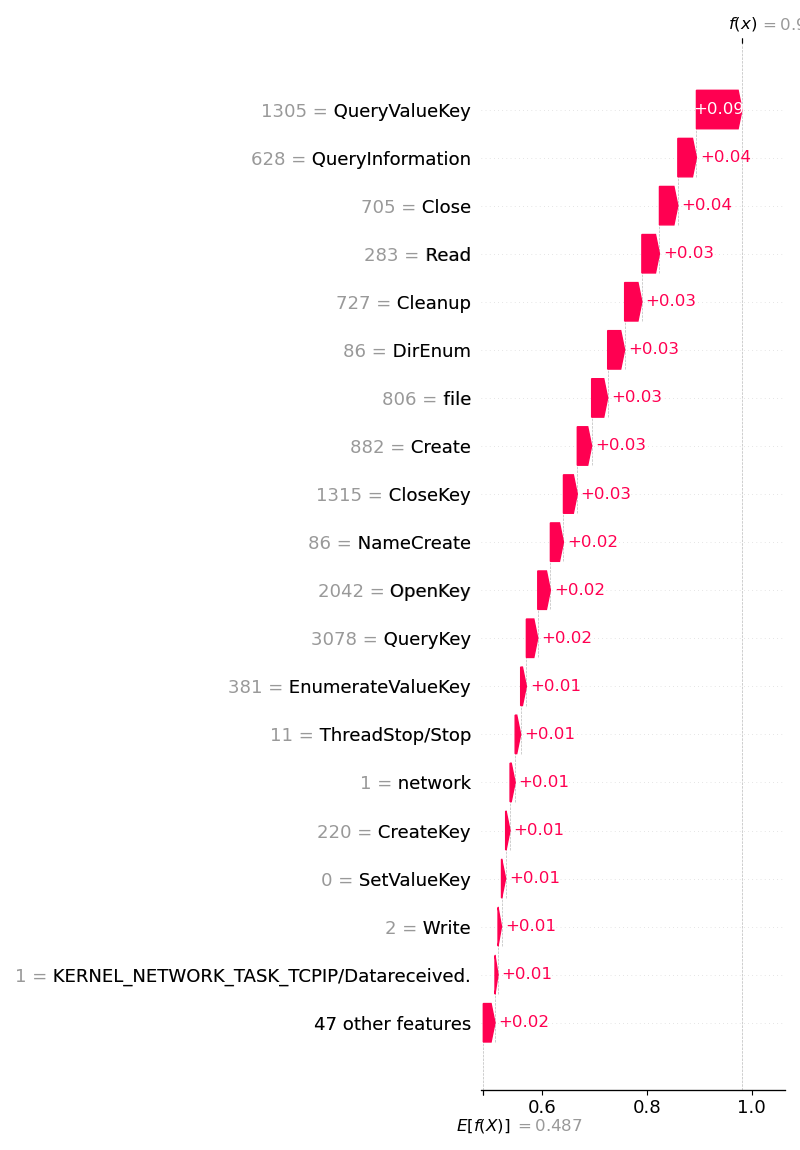 f(x) = 0.9
1305 = QueryValueKey +0.09
628 = QueryInformation +0.04
705 = Close +0.04
283 = Read +0.03
727 = Cleanup +0.03
86 = DirEnum +0.03
806 = file +0.03
882 = Create +0.03
1315 = CloseKey +0.03
86 = NameCreate +0.02
2042 = OpenKey +0.02
3078 = QueryKey +0.02
381 = EnumerateValueKey +0.01
11 = ThreadStop/Stop +0.01
1 = network +0.01
220 = CreateKey +0.01
0 = SetValueKey +0.01
2 = Write +0.01
1 = KERNEL_NETWORK_TASK_TCPIP/Datareceived. +0.01
47 other features +0.02
0.6 0.8 1.0
E[f(X)] = 0.487